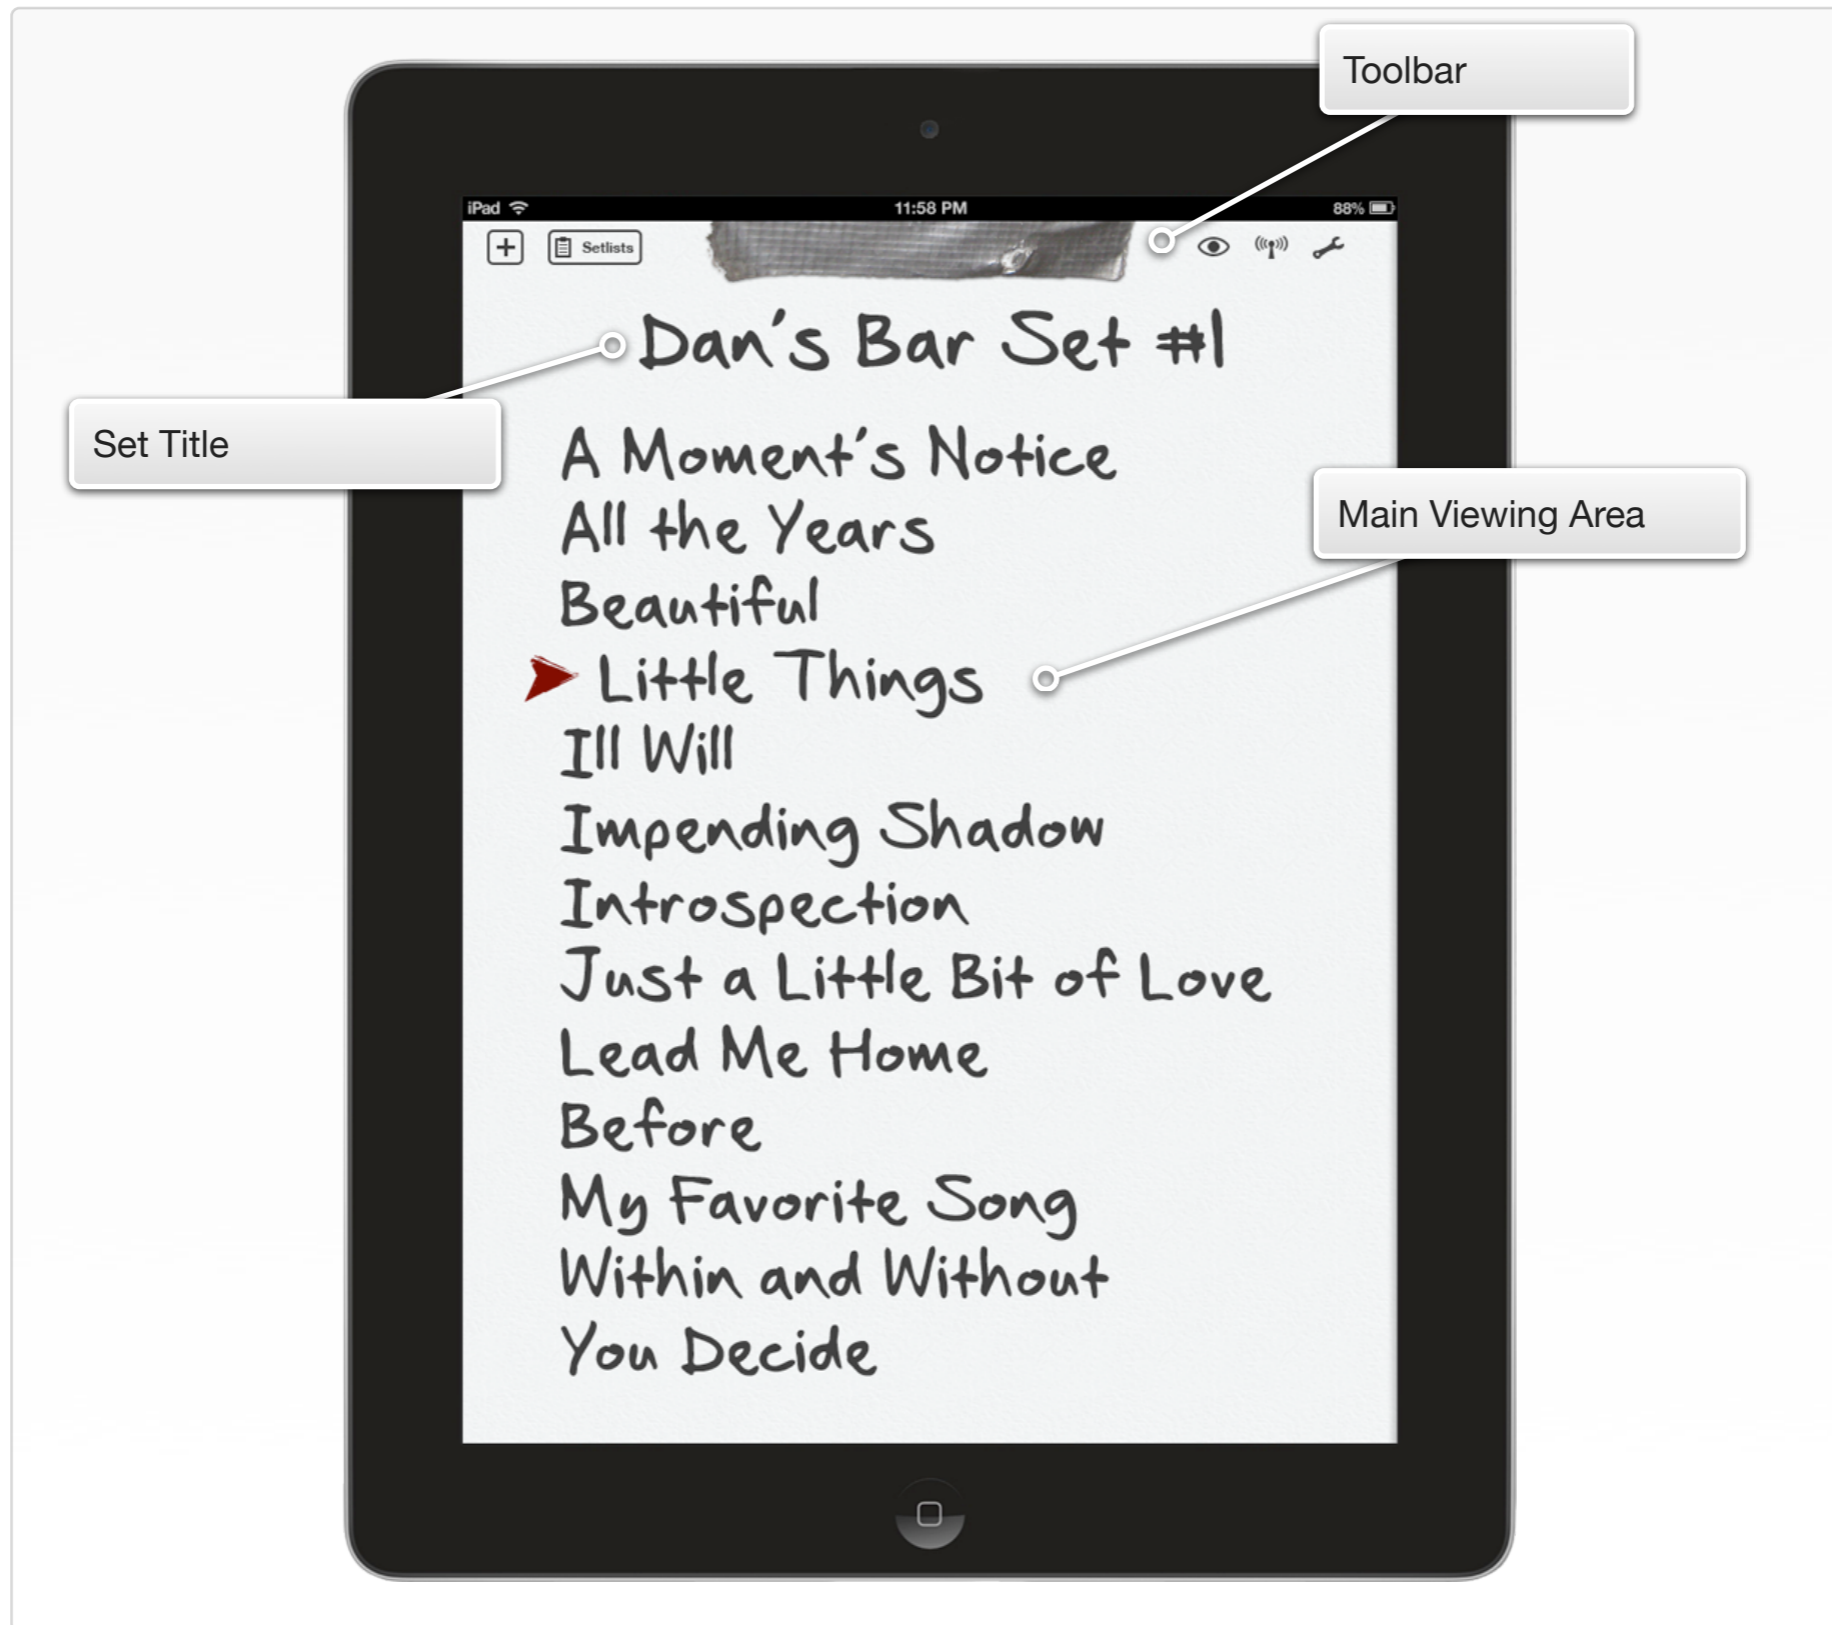 Toolbar
iPad 11:58 PM 88%
Setlists
Dan's Bar Set #1
Set Title
A Moment's Notice
Main Viewing Area
All the Years
Beautiful
Little Things
Ill Will
Impending Shadow
Introspection
Just a Little Bit of Love
Lead Me Home
Before
My Favorite Song
Within and Without
You Decide